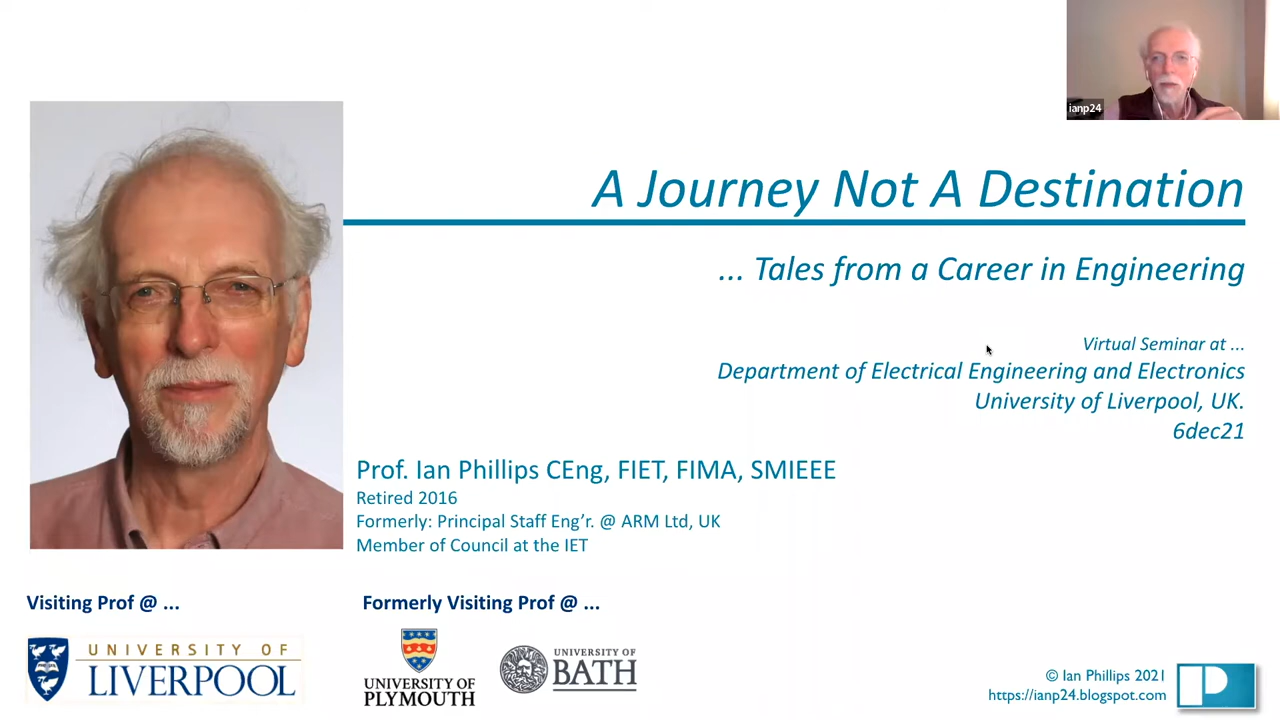 ianp24
A Journey Not A Destination
... Tales from a Career in Engineering
Virtual Seminar at ...
Department of Electrical Engineering and Electronics
University of Liverpool, UK.
6dec21
Prof. Ian Phillips CEng, FIET, FIMA, SMIEEE
Retired 2016
Formerly: Principal Staff Eng’r. @ ARM Ltd, UK
Member of Council at the IET
Visiting Prof @ ...
Formerly Visiting Prof @ ...
UNIVERSITY OF
LIVERPOOL
UNIVERSITY OF
PLYMOUTH
UNIVERSITY OF
BATH
© Ian Phillips 2021
https://ianp24.blogspot.com
P